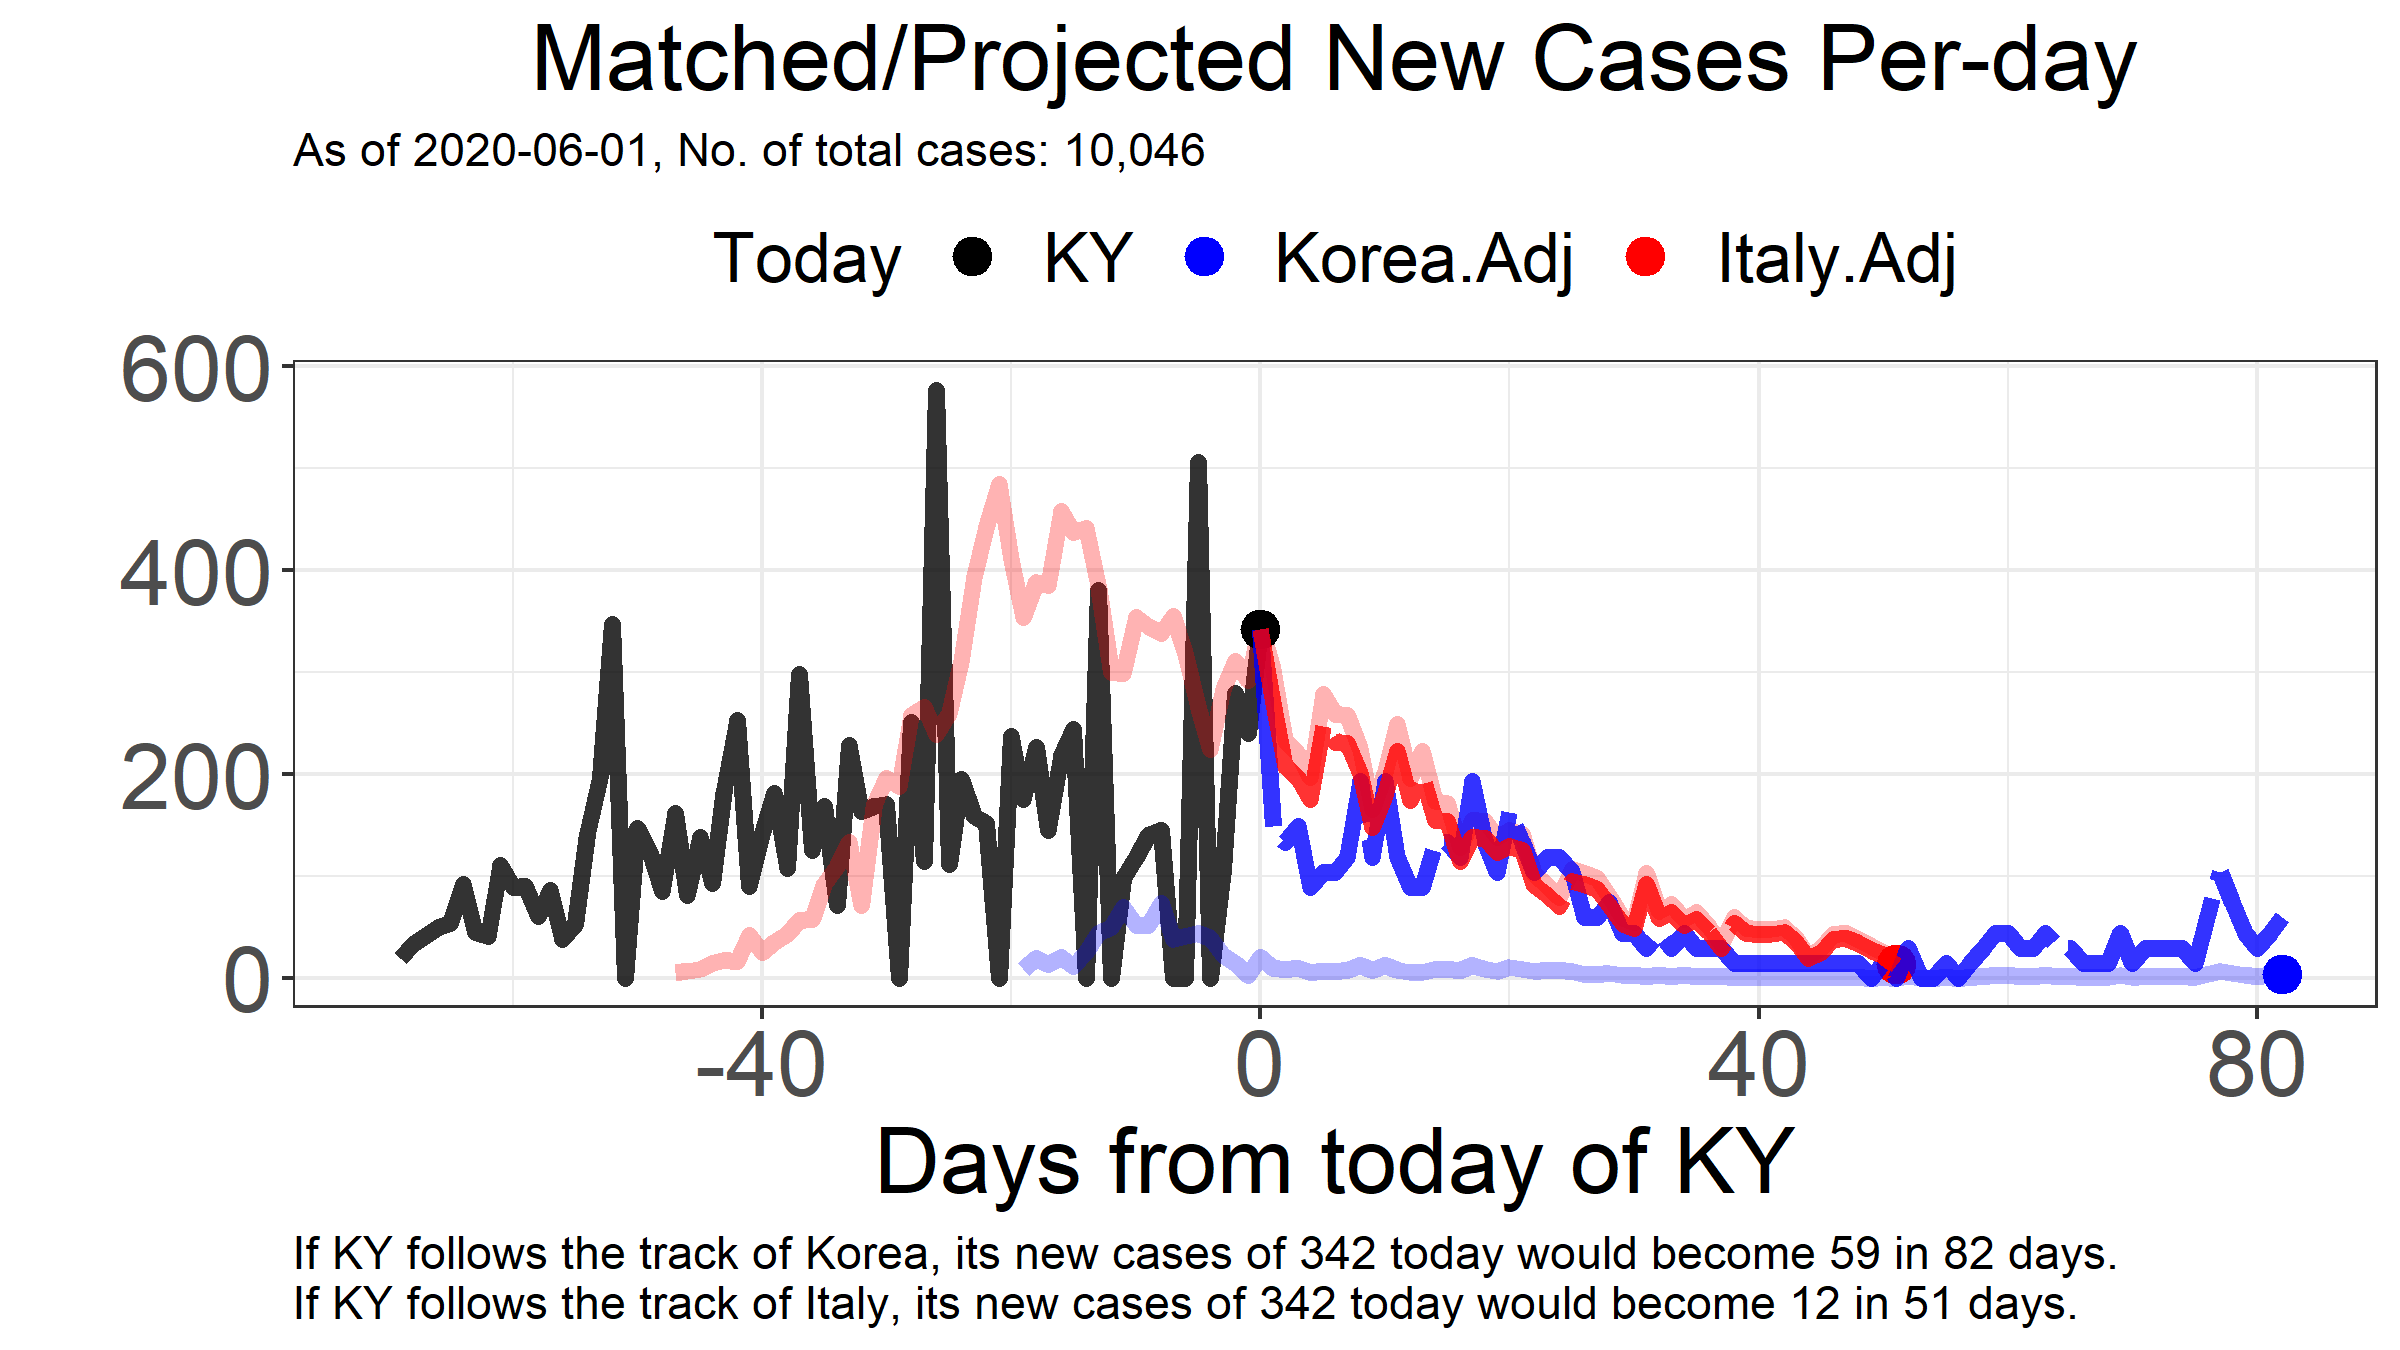 Matched/Projected New Cases Per-day
As of 2020-06-01, No. of total cases: 10,046
Today KY Korea.Adj Italy.Adj
600
400
200
0
-40 0 40 80
Days from today of KY
If KY follows the track of Korea, its new cases of 342 today would become 59 in 82 days.
If KY follows the track of Italy, its new cases of 342 today would become 12 in 51 days.